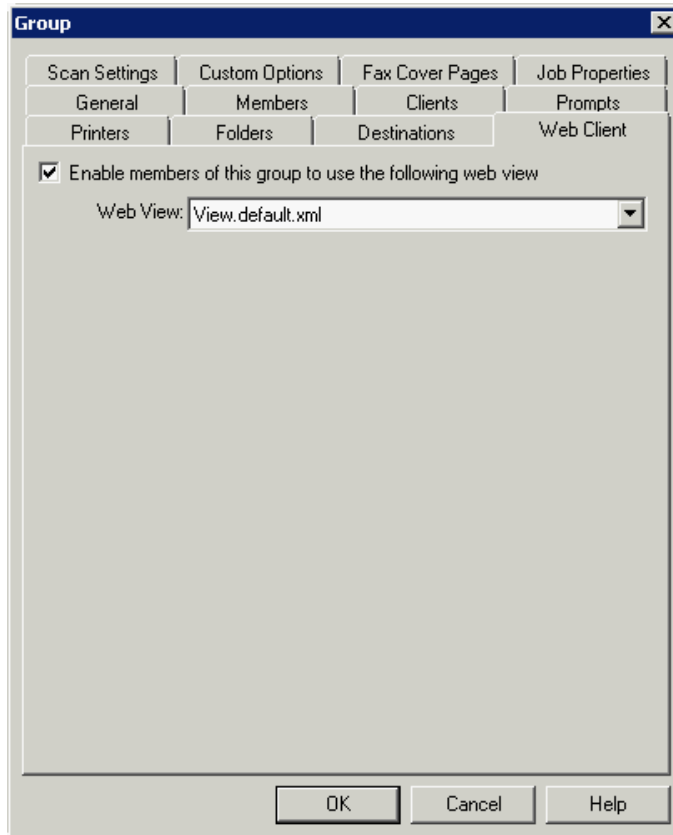 Group
Scan Settings Custom Options Fax Cover Pages Job Properties
General Members Clients Prompts
Printers Folders Destinations Web Client
Enable members of this group to use the following web view
Web View: View.default.xml
OK Cancel Help